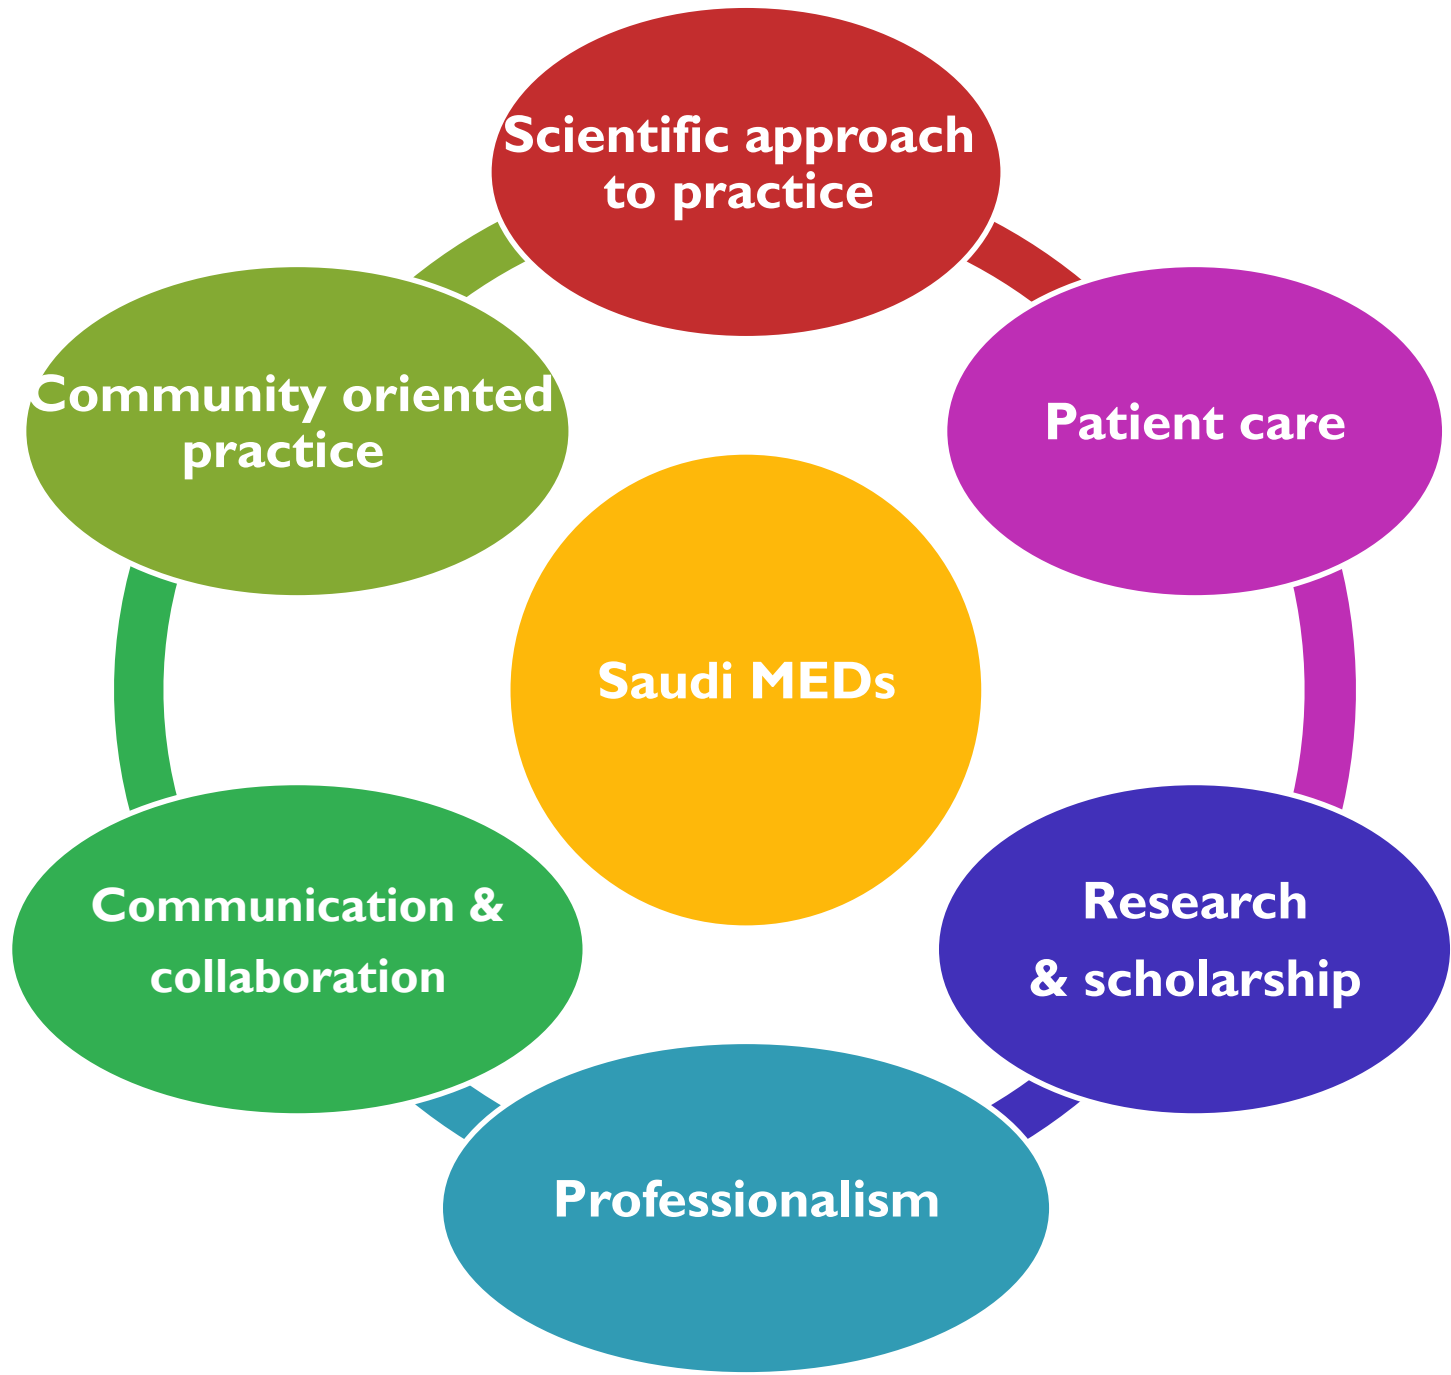 Scientific approach
to practice
Patient care
Research
& scholarship
Professionalism
Communication &
collaboration
Community oriented
practice
Saudi MEDs